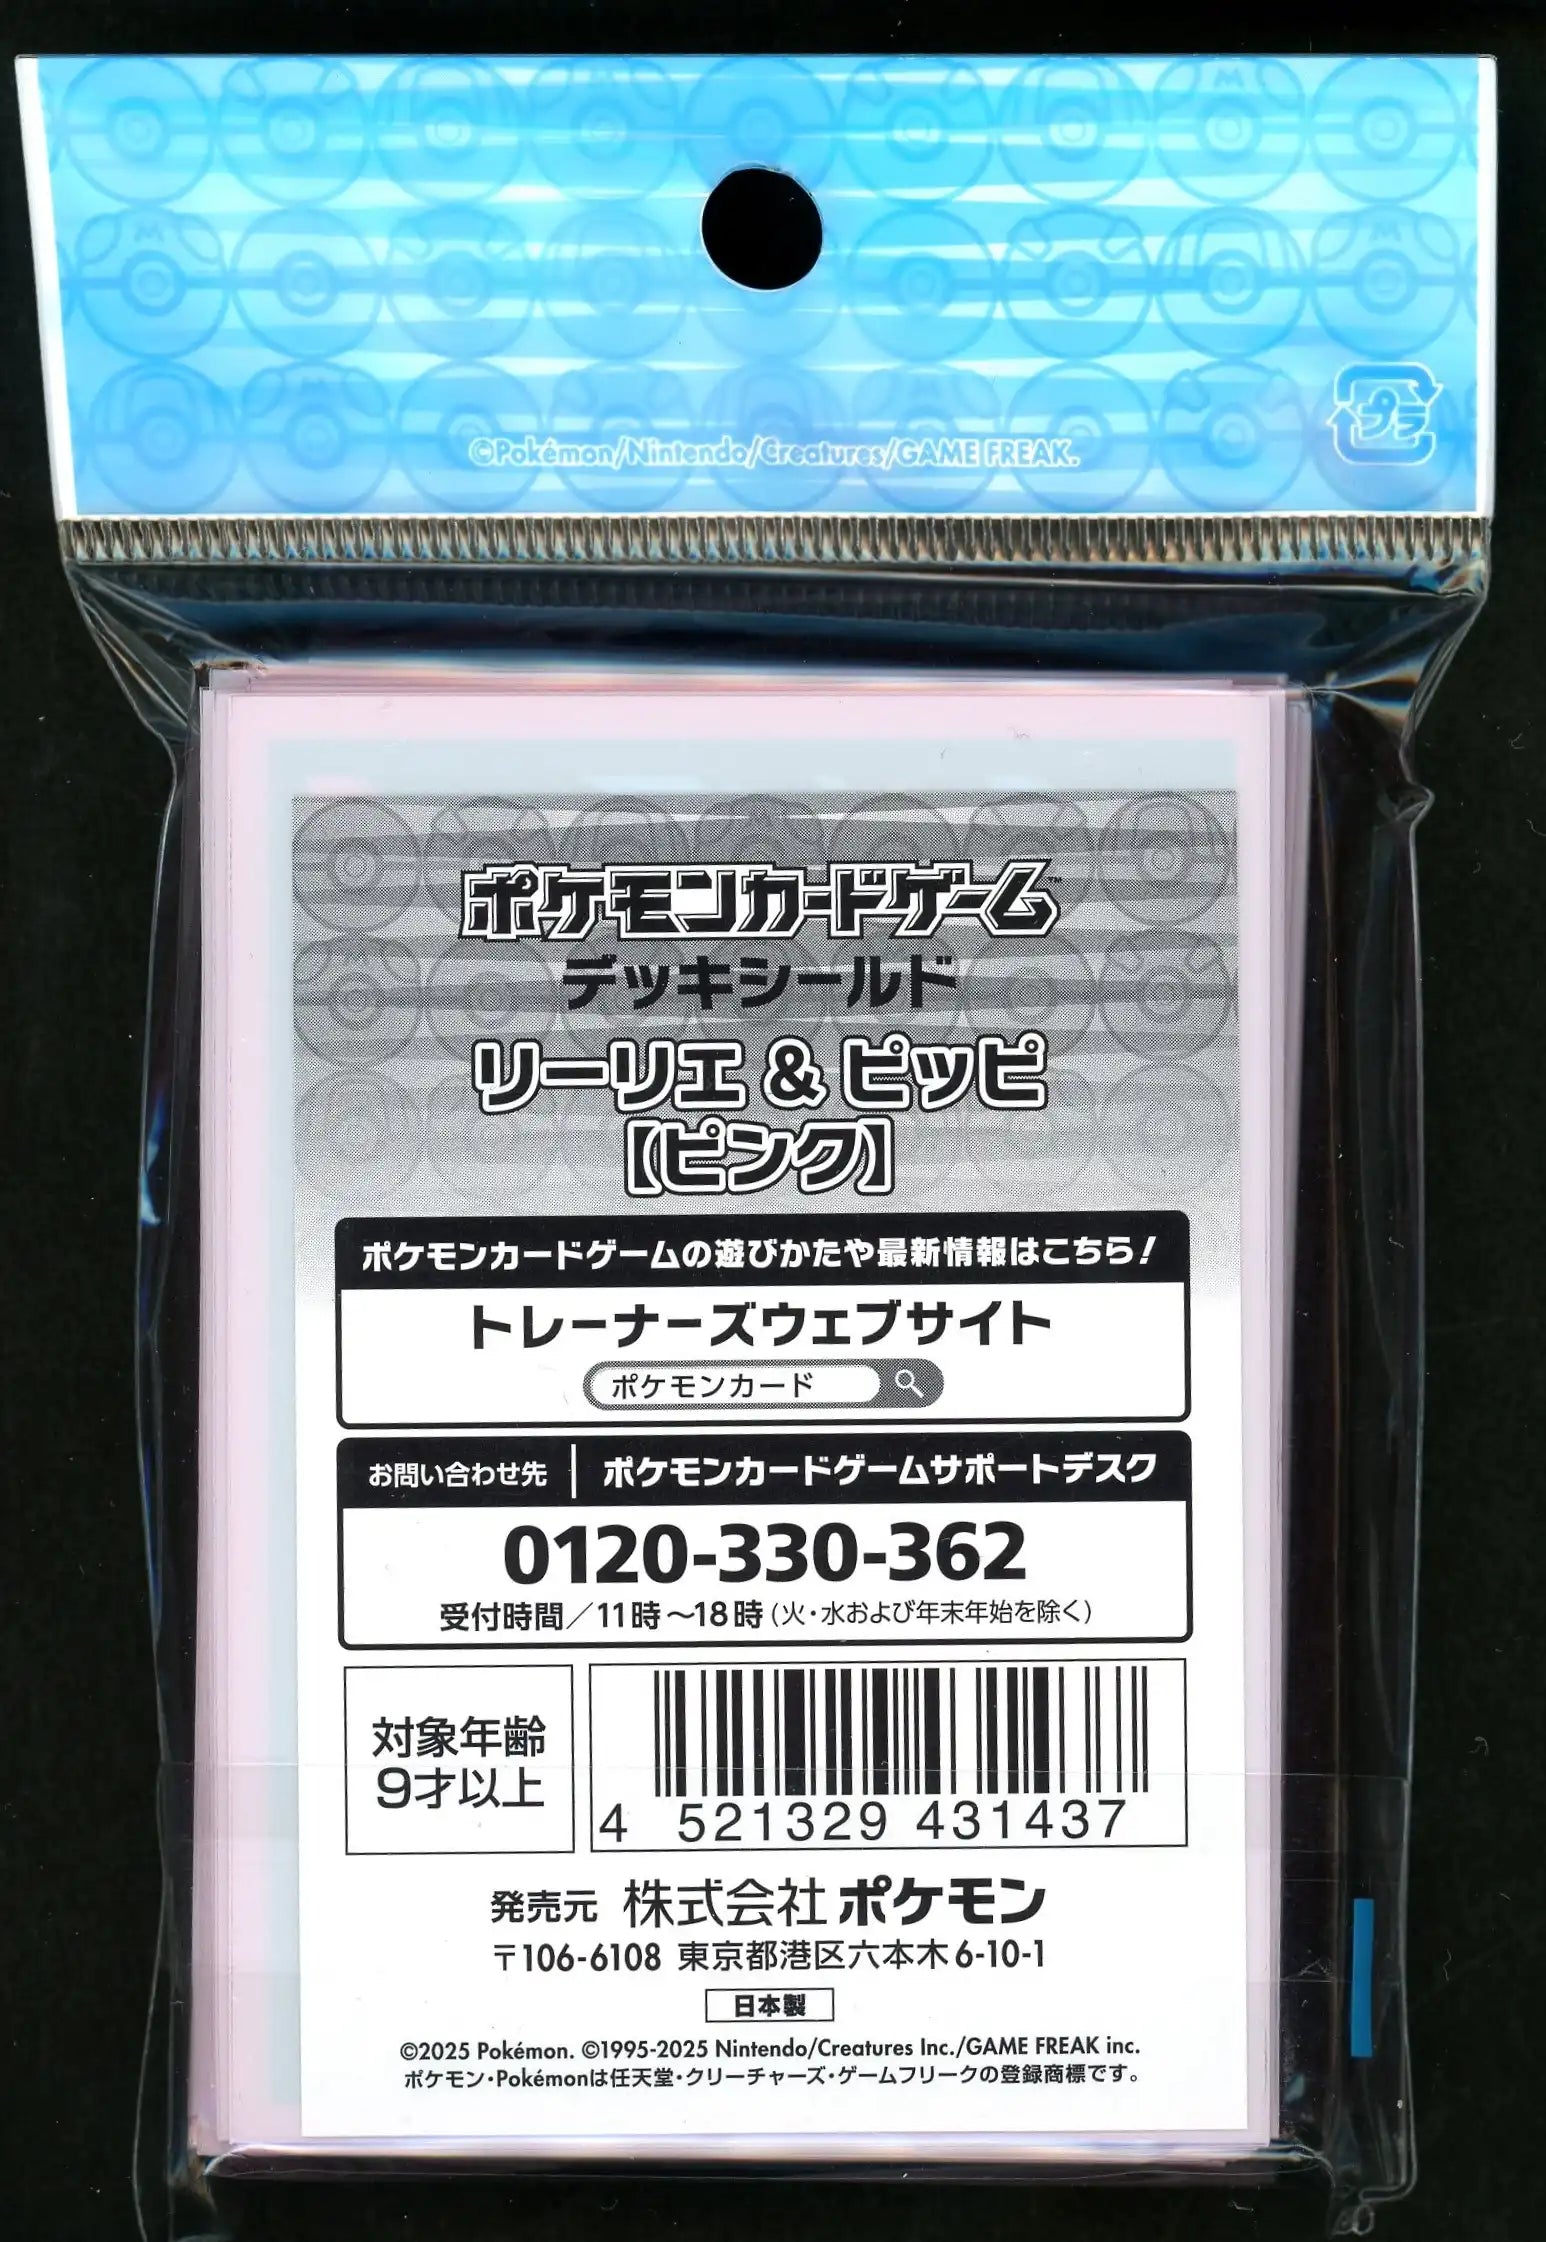 ©Pokémon/Nintendo/Creatures/GAME FREAK.
プラ
ポケモンカードゲーム™
デッキシールド
リーリエ & ピッピ
【ピンク】
ポケモンカードゲームの遊びかたや最新情報はこちら!
トレーナーズウェブサイト
ポケモンカード
お問い合わせ先 ポケモンカードゲームサポートデスク
0120-330-362
受付時間／11時～18時(火・水および年末年始を除く)
対象年齢
9才以上
4 521329 431437
発売元 株式会社ポケモン
〒106-6108 東京都港区六本木6-10-1
日本製
©2025 Pokémon. ©1995-2025 Nintendo/Creatures Inc./GAME FREAK inc.
ポケモン・Pokémonは任天堂・クリーチャーズ・ゲームフリークの登録商標です。